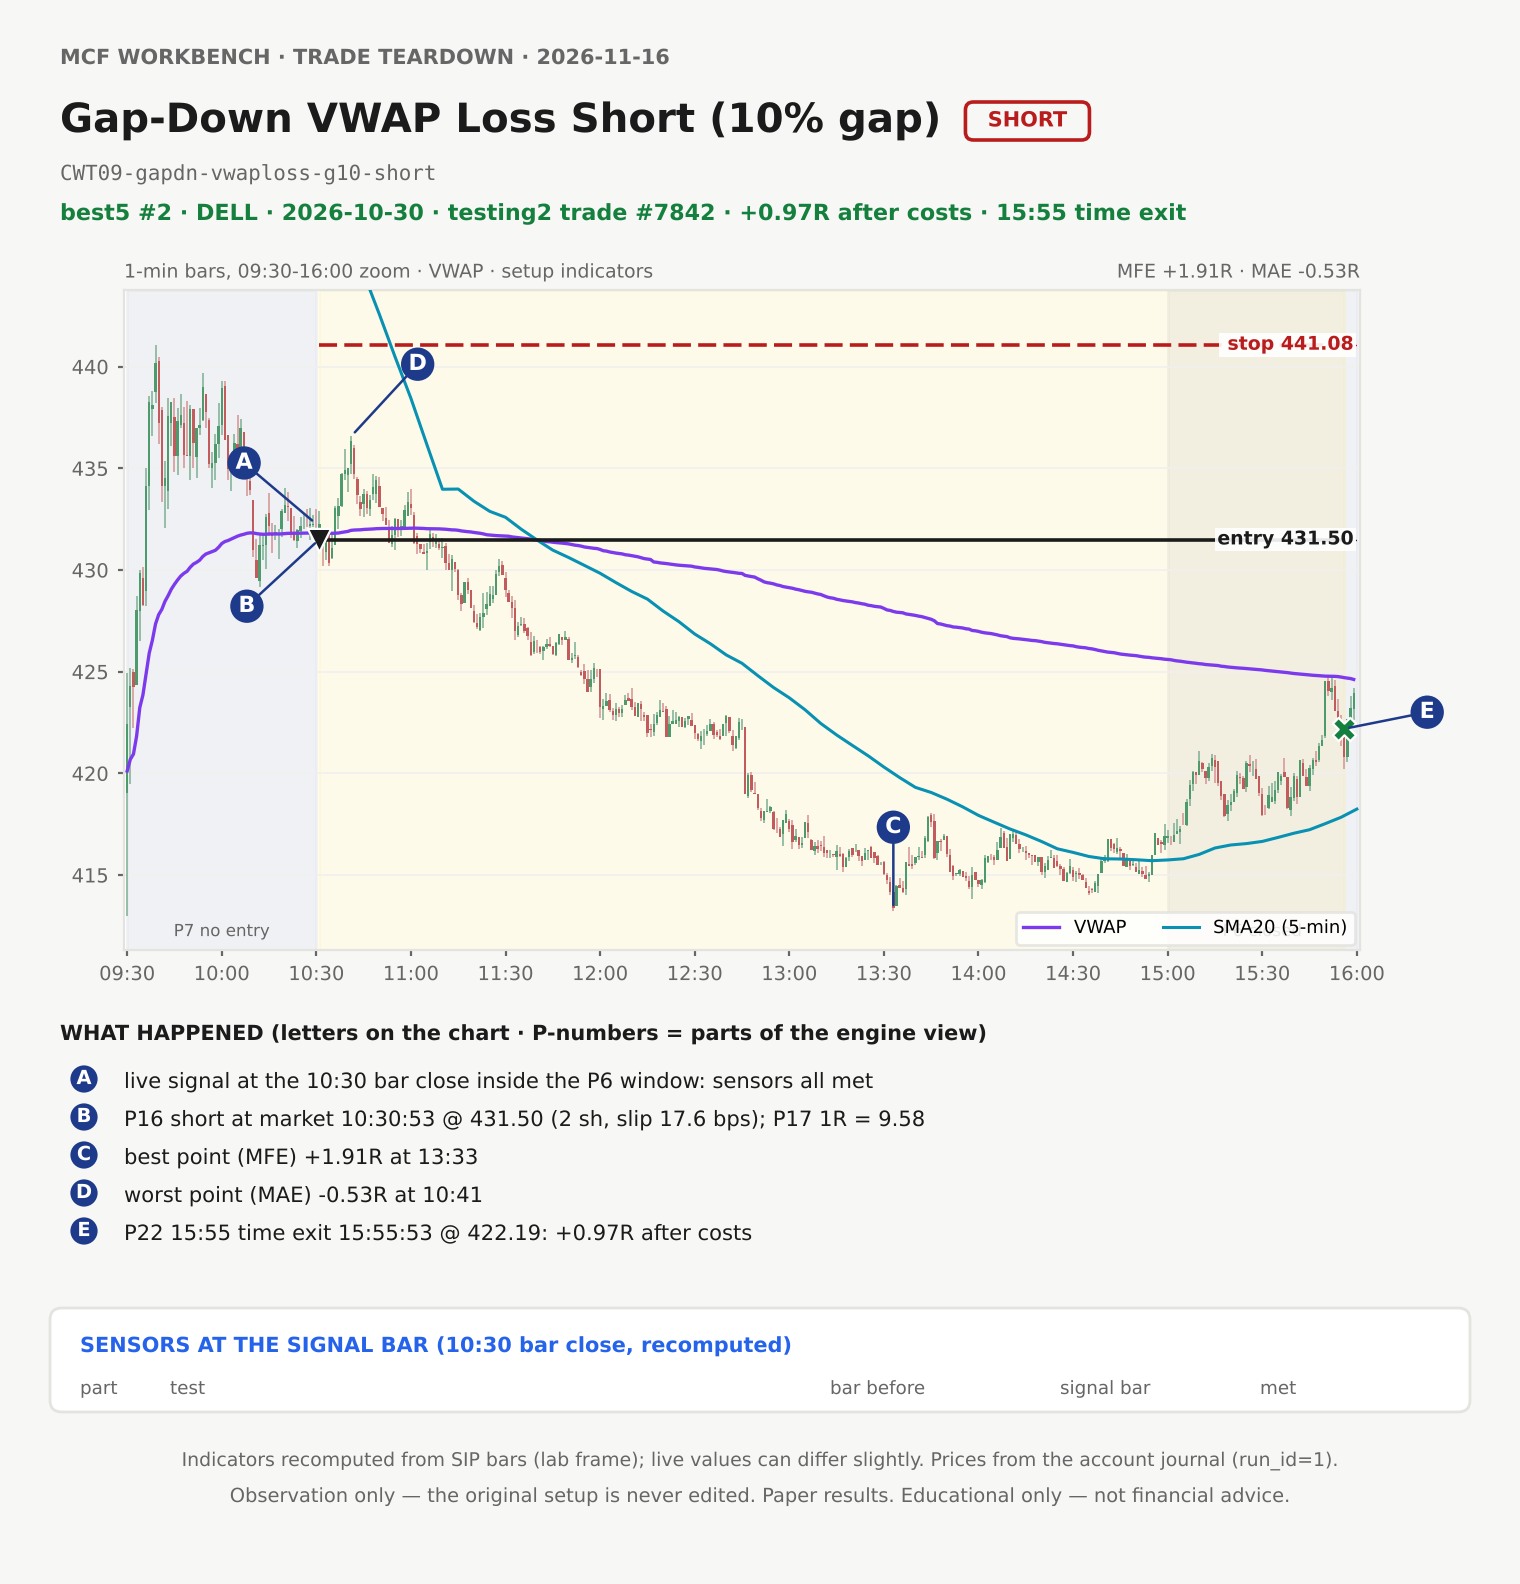 MCF WORKBENCH · TRADE TEARDOWN · 2026-11-16
Gap-Down VWAP Loss Short (10% gap) SHORT
CWT09-gapdn-vwaploss-g10-short
best5 #2 · DELL · 2026-10-30 · testing2 trade #7842 · +0.97R after costs · 15:55 time exit
1-min bars, 09:30-16:00 zoom · VWAP · setup indicators
MFE +1.91R · MAE -0.53R
stop 441.08
440
D
435
A
entry 431.50
430
B
425
E
420
C
415
P7 no entry
VWAP SMA20 (5-min)
09:30 10:00 10:30 11:00 11:30 12:00 12:30 13:00 13:30 14:00 14:30 15:00 15:30 16:00
WHAT HAPPENED (letters on the chart · P-numbers = parts of the engine view)
A live signal at the 10:30 bar close inside the P6 window: sensors all met
B P16 short at market 10:30:53 @ 431.50 (2 sh, slip 17.6 bps); P17 1R = 9.58
C best point (MFE) +1.91R at 13:33
D worst point (MAE) -0.53R at 10:41
E P22 15:55 time exit 15:55:53 @ 422.19: +0.97R after costs
SENSORS AT THE SIGNAL BAR (10:30 bar close, recomputed)
part test bar before signal bar met
Indicators recomputed from SIP bars (lab frame); live values can differ slightly. Prices from the account journal (run_id=1).
Observation only — the original setup is never edited. Paper results. Educational only — not financial advice.